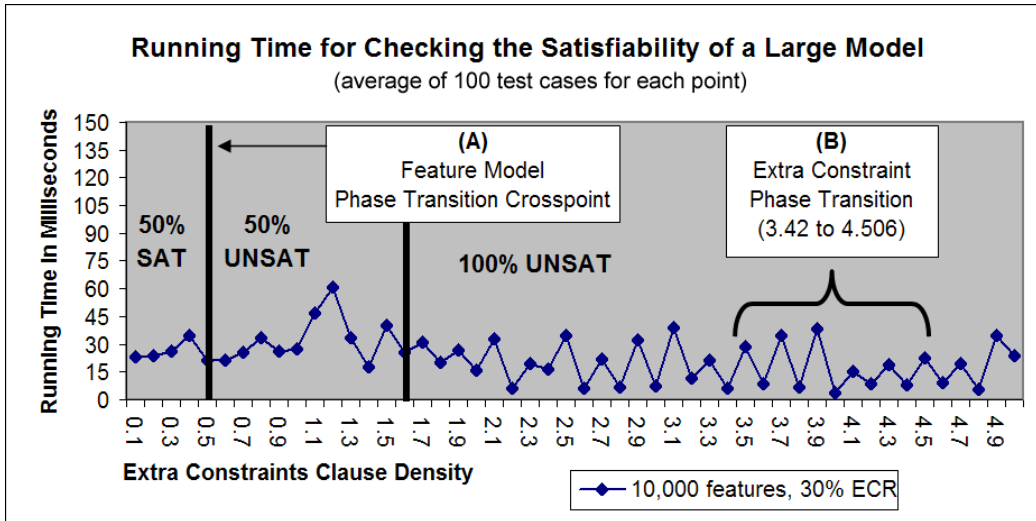 Running Time for Checking the Satisfiability of a Large Model
(average of 100 test cases for each point)
Running Time In Milliseconds
150
135
120
105
90
75
60
45
30
15
0
(A)
Feature Model
Phase Transition Crosspoint
(B)
Extra Constraint
Phase Transition
(3.42 to 4.506)
50%
SAT
50%
UNSAT
100% UNSAT
0.1
0.3
0.5
0.7
0.9
1.1
1.3
1.5
1.7
1.9
2.1
2.3
2.5
2.7
2.9
3.1
3.3
3.5
3.7
3.9
4.1
4.3
4.5
4.7
4.9
Extra Constraints Clause Density
10,000 features, 30% ECR